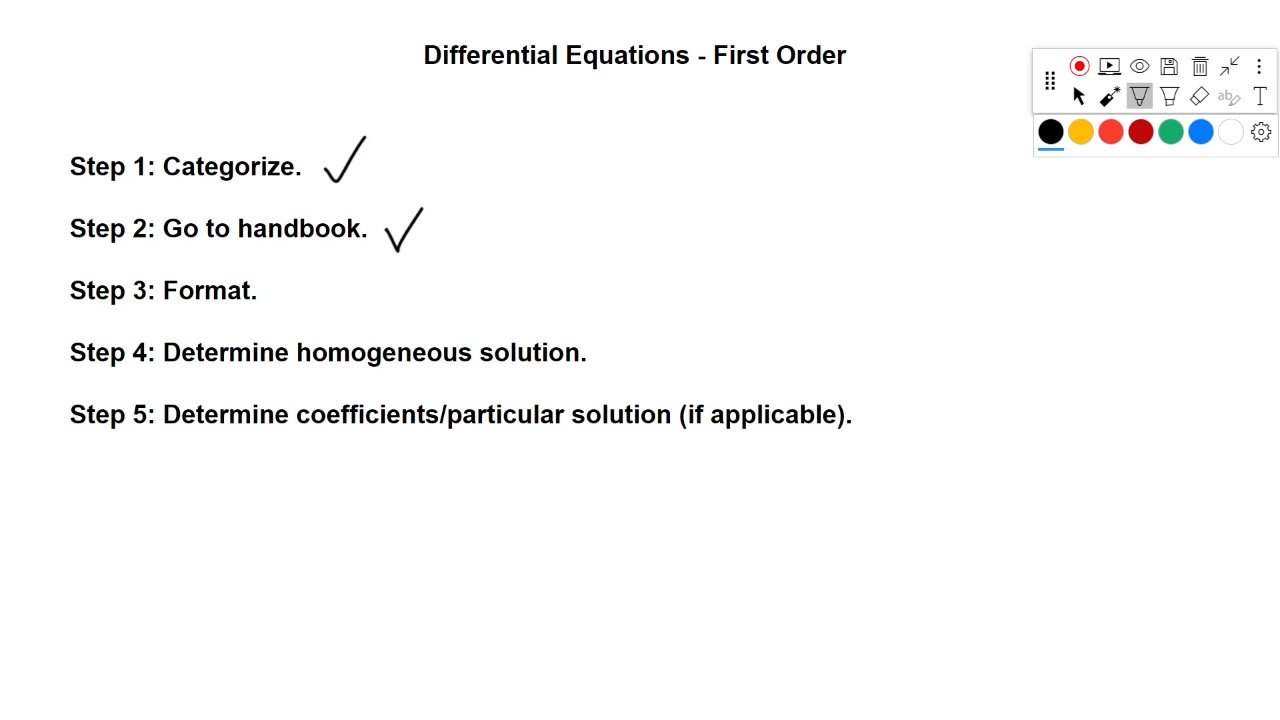 Differential Equations - First Order
Step 1: Categorize.
Step 2: Go to handbook.
Step 3: Format.
Step 4: Determine homogeneous solution.
Step 5: Determine coefficients/particular solution (if applicable).
ab
T